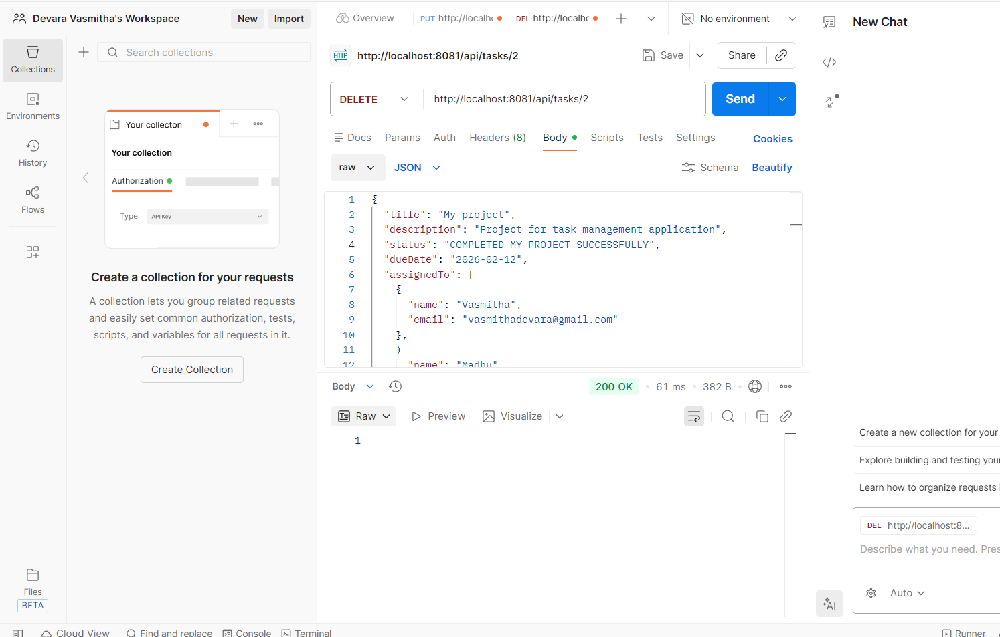 Devara Vasmitha's Workspace
New
Import
Overview
PUT http://localh
DEL http://localhc
No environment
New Chat
Collections
Environments
History
Flows
Files
BETA
Search collections
Your collecton
Your collection
Authorization
Type
API Key
Create a collection for your requests
A collection lets you group related requests
and easily set common authorization, tests,
scripts, and variables for all requests in it.
Create Collection
HTTP
http://localhost:8081/api/tasks/2
Save
Share
DELETE
http://localhost:8081/api/tasks/2
Send
Docs
Params
Auth
Headers (8)
Body
Scripts
Tests
Settings
Cookies
raw
JSON
Schema
Beautify
1 {
2 "title": "My project",
3 "description": "Project for task management application",
4 "status": "COMPLETED MY PROJECT SUCCESSFULLY",
5 "dueDate": "2026-02-12",
6 "assignedTo": [
7 {
8 "name": "Vasmitha",
9 "email": "vasmithadevara@gmail.com"
10 },
11 {
12 "name": "Madhu"
Body
200 OK
61 ms
382 B
Raw
Preview
Visualize
1
Create a new collection for your
Explore building and testing your
Learn how to organize requests
DEL http://localhost:8...
Describe what you need. Pres
Auto
AI
Cloud View
Find and replace
Console
Terminal
Runner